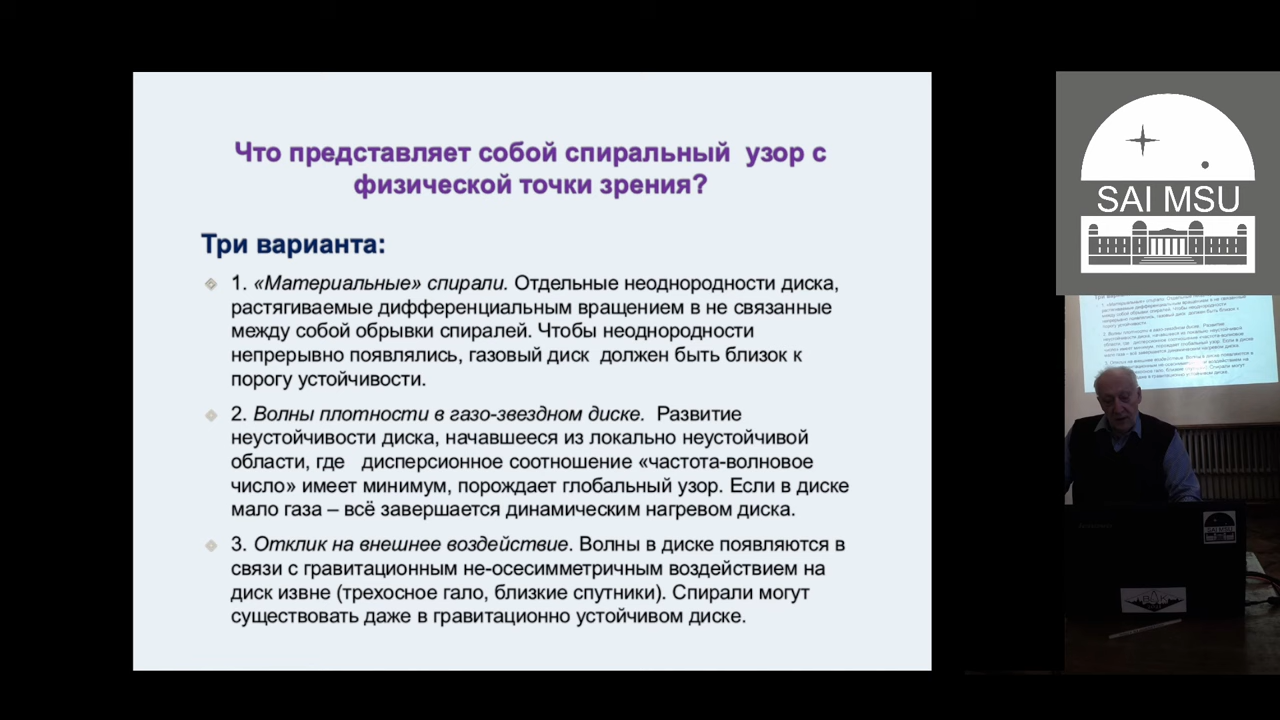 Что представляет собой спиральный узор с
физической точки зрения?
Три варианта:
1. «Материальные» спирали. Отдельные неоднородности диска,
растягиваемые дифференциальным вращением в не связанные
между собой обрывки спиралей. Чтобы неоднородности
непрерывно появлялись, газовый диск должен быть близок к
порогу устойчивости.
2. Волны плотности в газо-звездном диске. Развитие
неустойчивости диска, начавшееся из локально неустойчивой
области, где дисперсионное соотношение «частота-волновое
число» имеет минимум, порождает глобальный узор. Если в диске
мало газа – всё завершается динамическим нагревом диска.
3. Отклик на внешнее воздействие. Волны в диске появляются в
связи с гравитационным не-осесимметричным воздействием на
диск извне (трехосное гало, близкие спутники). Спирали могут
существовать даже в гравитационно устойчивом диске.
SAI MSU
SAI MSU